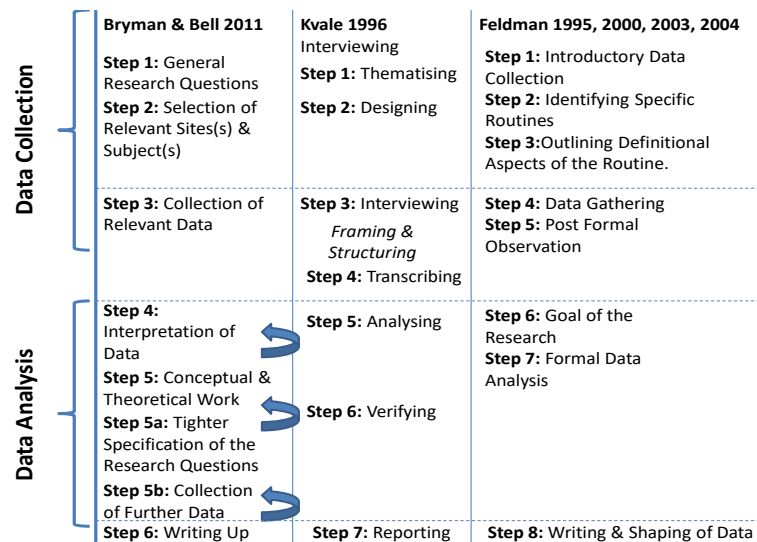 Data Collection
Data Analysis
Bryman & Bell 2011
Step 1: General
Research Questions
Step 2: Selection of
Relevant Sites(s) &
Subject(s)
Step 3: Collection of
Relevant Data
Step 4:
Interpretation of
Data
Step 5: Conceptual &
Theoretical Work
Step 5a: Tighter
Specification of the
Research Questions
Step 5b: Collection
of Further Data
Step 6: Writing Up
Kvale 1996
Interviewing
Step 1: Thematising
Step 2: Designing
Step 3: Interviewing
Framing &
Structuring
Step 4: Transcribing
Step 5: Analysing
Step 6: Verifying
Step 7: Reporting
Feldman 1995, 2000, 2003, 2004
Step 1: Introductory Data
Collection
Step 2: Identifying Specific
Routines
Step 3:Outlining Definitional
Aspects of the Routine.
Step 4: Data Gathering
Step 5: Post Formal
Observation
Step 6: Goal of the
Research
Step 7: Formal Data
Analysis
Step 8: Writing & Shaping of Data